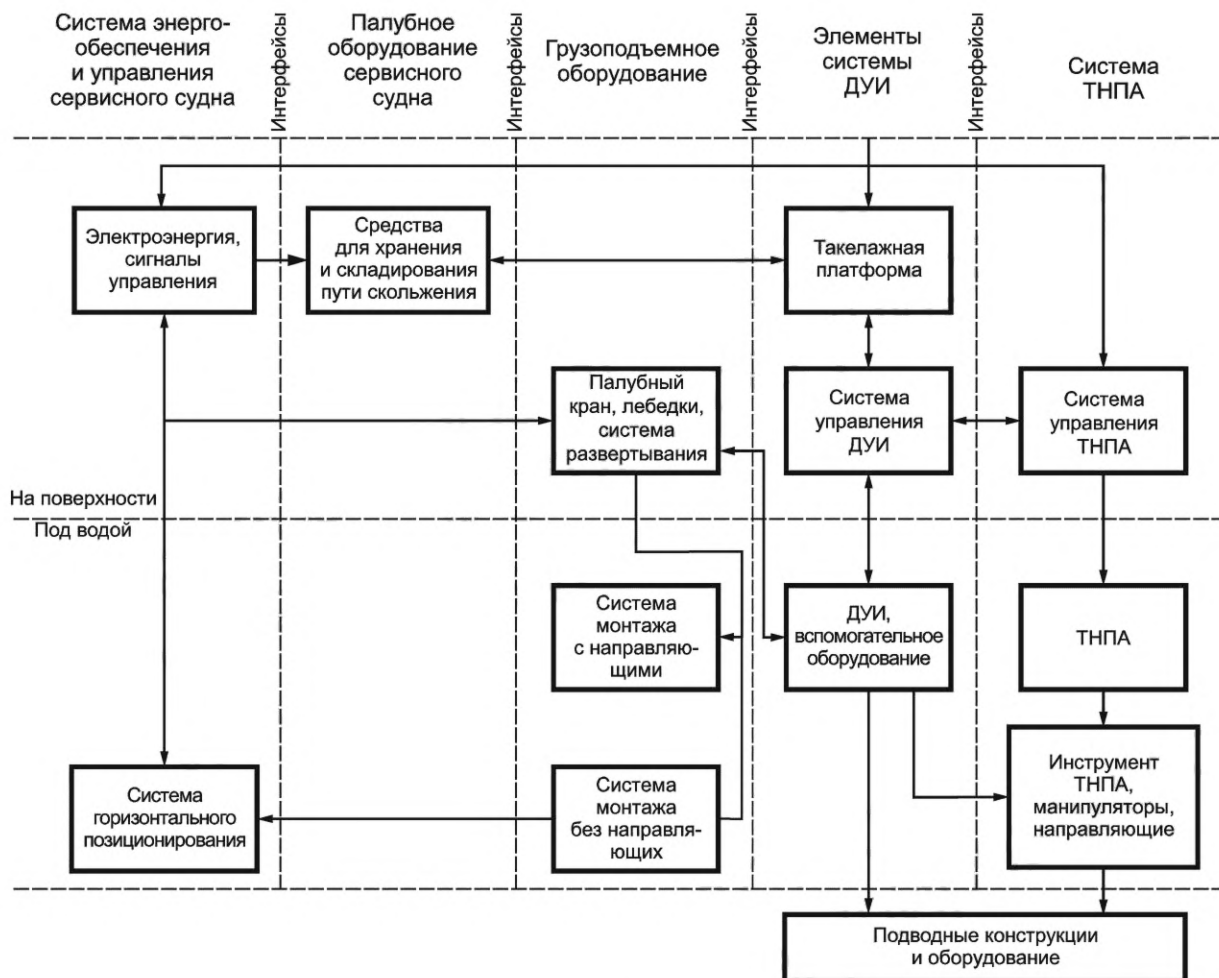 Система энерго-
обеспечения
и управления
сервисного судна
Интерфейсы
Палубное
оборудование
сервисного
судна
Интерфейсы
Грузоподъемное
оборудование
Интерфейсы
Элементы
системы
ДУИ
Интерфейсы
Система
ТНПА
Электроэнергия,
сигналы
управления
Средства
для хранения
и складирования
пути скольжения
Такелажная
платформа
Палубный
кран, лебедки,
система
развертывания
Система
управления
ДУИ
Система
управления
ТНПА
На поверхности
Под водой
Система
монтажа
с направляю-
щими
ДУИ,
вспомогательное
оборудование
ТНПА
Система
горизонтального
позиционирования
Система
монтажа
без направля-
ющих
Инструмент
ТНПА,
манипуляторы,
направляющие
Подводные конструкции
и оборудование